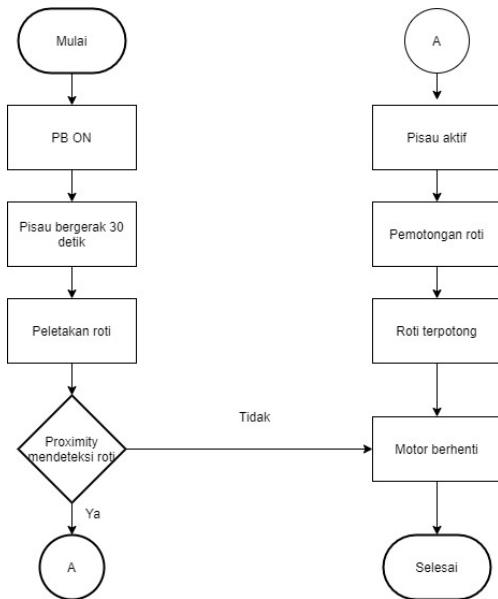 Mulai
PB ON
Pisau bergerak 30
detik
Peletakan roti
Proximity
mendeteksi roti
Tidak
Ya
A
A
Pisau aktif
Pemotongan roti
Roti terpotong
Motor berhenti
Selesai